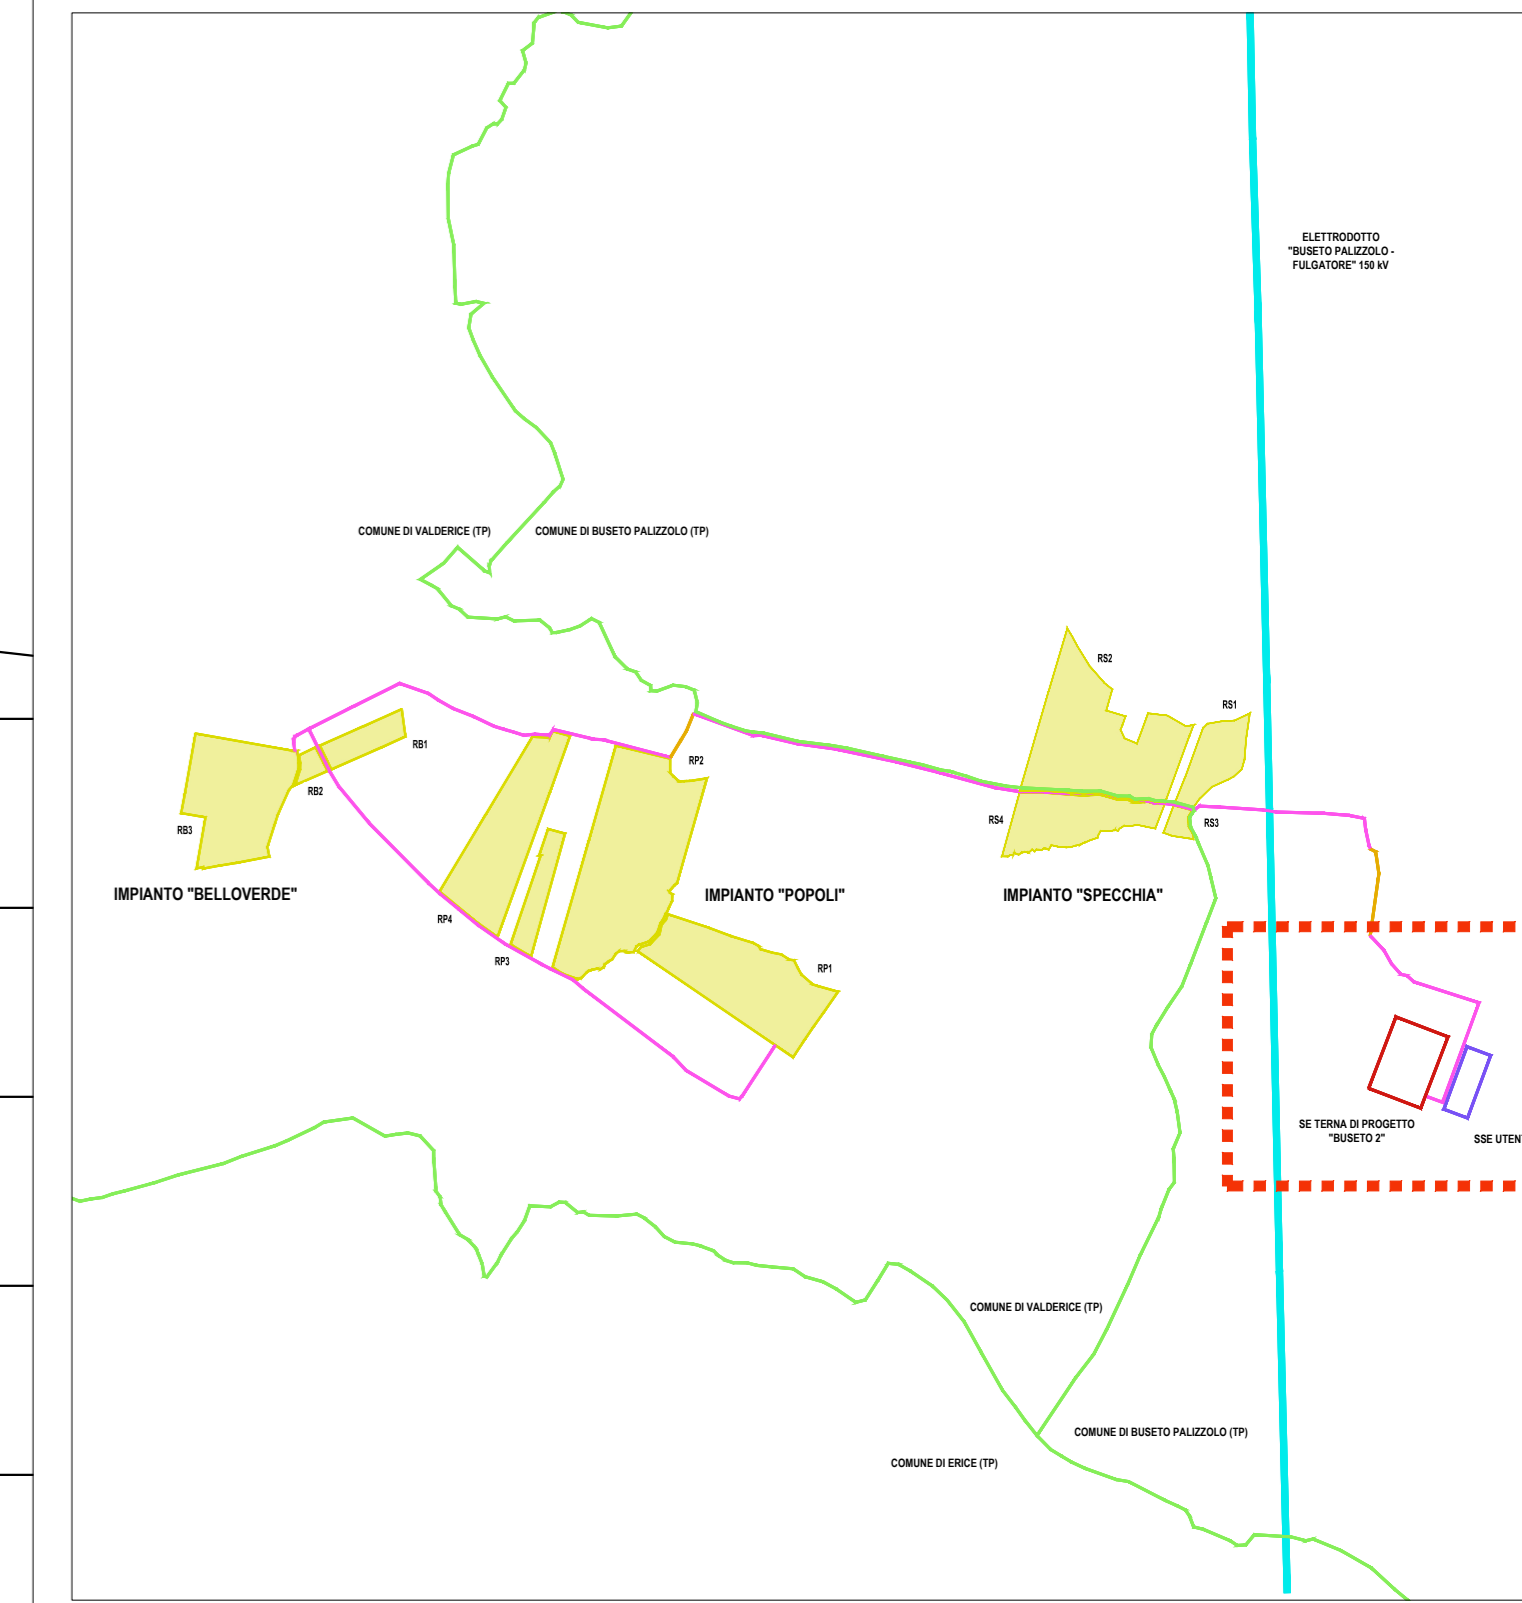 ELETTRODOTTO
"BUSETO PALIZZOLO -
FULGATORE" 150 kV
COMUNE DI VALDERICE (TP)
COMUNE DI BUSETO PALIZZOLO (TP)
RS2
RS1
RB1
RP2
RB2
RS4
RS3
RB3
IMPIANTO "BELLOVERDE"
IMPIANTO "POPOLI"
IMPIANTO "SPECCHIA"
RP4
RP3
RP1
SE TERNA DI PROGETTO
"BUSETO 2"
SSE UTEN
COMUNE DI VALDERICE (TP)
COMUNE DI BUSETO PALIZZOLO (TP)
COMUNE DI ERICE (TP)